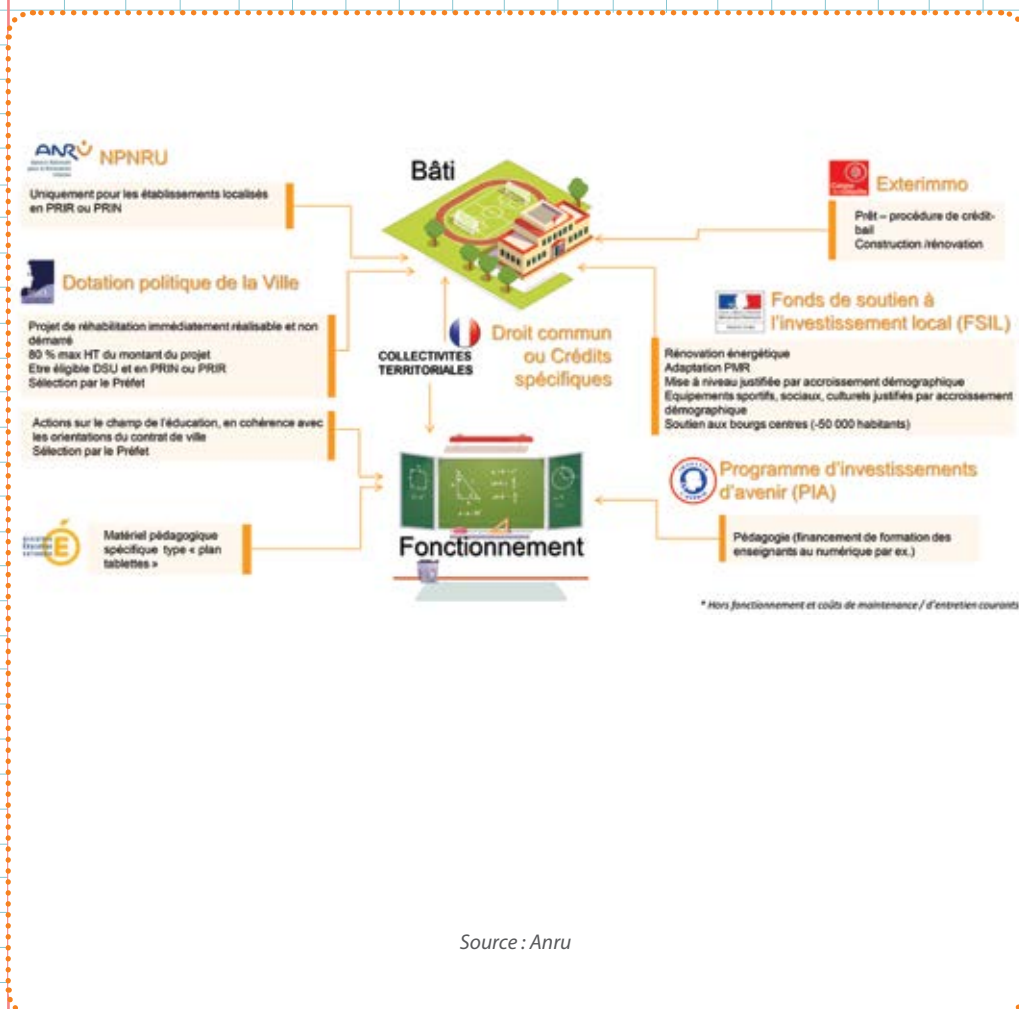 ANRU
NPNRU
Uniquement pour les établissements localisés
en PRIR ou PRIN
Dotation politique de la Ville
Projet de réhabilitation immédiatement réalisable et non
démarré
80 % max HT du montant du projet
Etre éligible DSU et en PRIN ou PRIR
Sélection par le Préfet
Actions sur le champ de l'éducation, en cohérence avec
les orientations du contrat de ville
Sélection par le Préfet
Matériel pédagogique
spécifique type « plan
tablettes »
Bâti
COLLECTIVITES
TERRITORIALES
Droit commun
ou Crédits
spécifiques
Fonctionnement
Exterimmo
Prêt – procédure de crédit-
bail
Construction /rénovation
Fonds de soutien à
l'investissement local (FSIL)
Rénovation énergétique
Adaptation PMR
Mise à niveau justifiée par accroissement démographique
Equipements sportifs, sociaux, culturels justifiés par accroissement
démographique
Soutien aux bourgs centres (-50 000 habitants)
Programme d'investissements
d'avenir (PIA)
Pédagogie (financement de formation des
enseignants au numérique par ex.)
* Hors fonctionnement et coûts de maintenance / d'entretien courants
Source : Anru